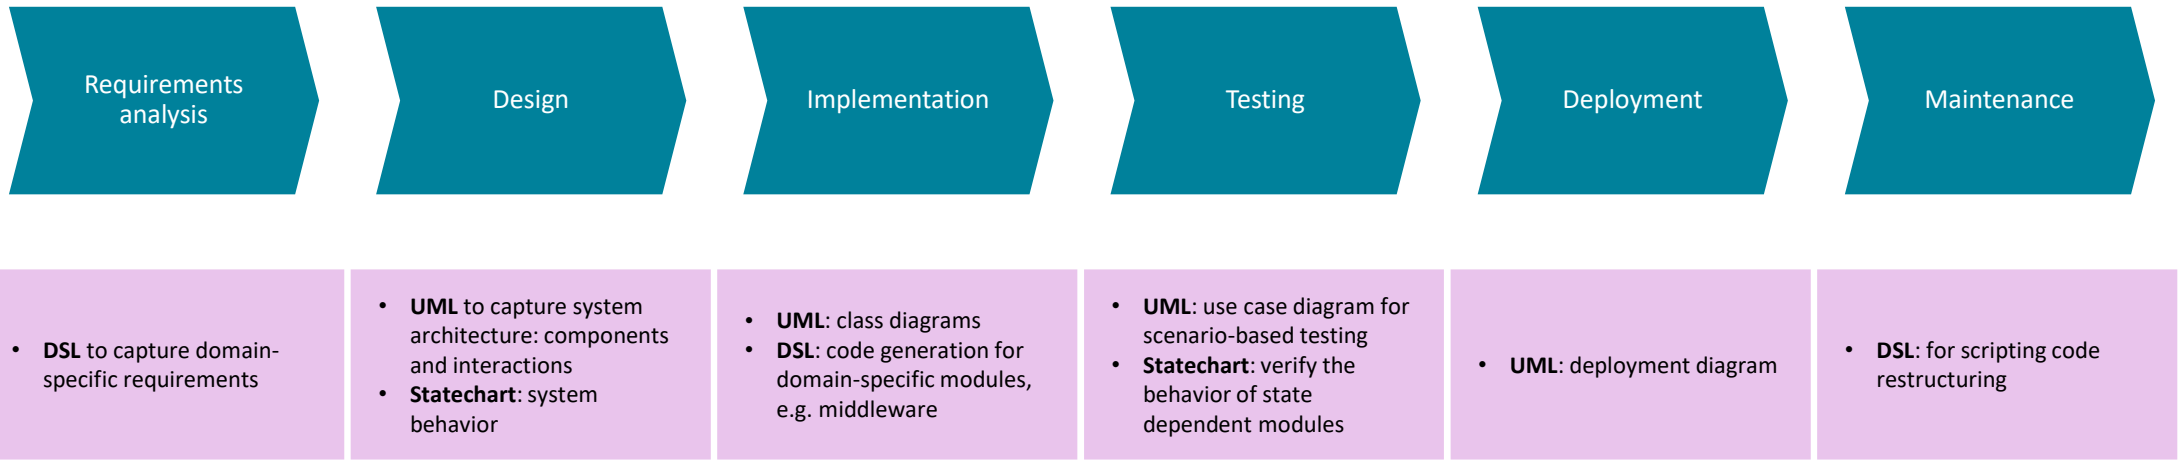 Requirements
analysis
Design
Implementation
Testing
Deployment
Maintenance
• DSL to capture domain-
specific requirements
• UML to capture system
architecture: components
and interactions
• Statechart: system
behavior
• UML: class diagrams
• DSL: code generation for
domain-specific modules,
e.g. middleware
• UML: use case diagram for
scenario-based testing
• Statechart: verify the
behavior of state
dependent modules
• UML: deployment diagram
• DSL: for scripting code
restructuring